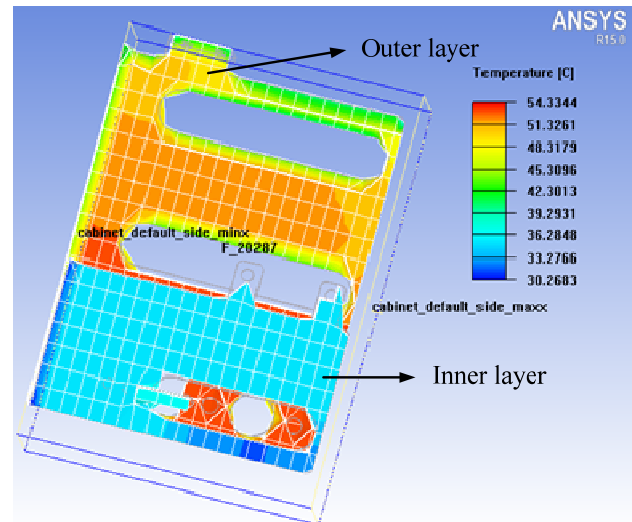 ANSYS
R15.0
Outer layer
Temperature [C]
54.3344
51.3261
48.3179
45.3096
42.3013
39.2931
36.2848
33.2766
30.2683
cabinet_default_side_minx
F_20287
cabinet_default_side_maxx
Inner layer